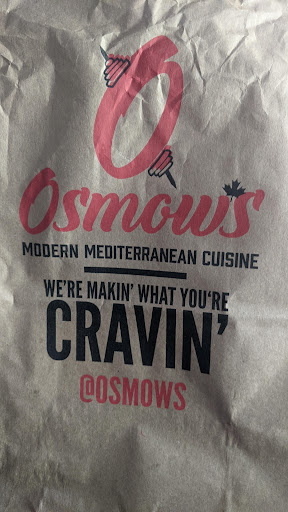 O
Osmow's
MODERN MEDITERRANEAN CUISINE
WE'RE MAKIN' WHAT YOU'RE
CRAVIN'
@OSMOWS